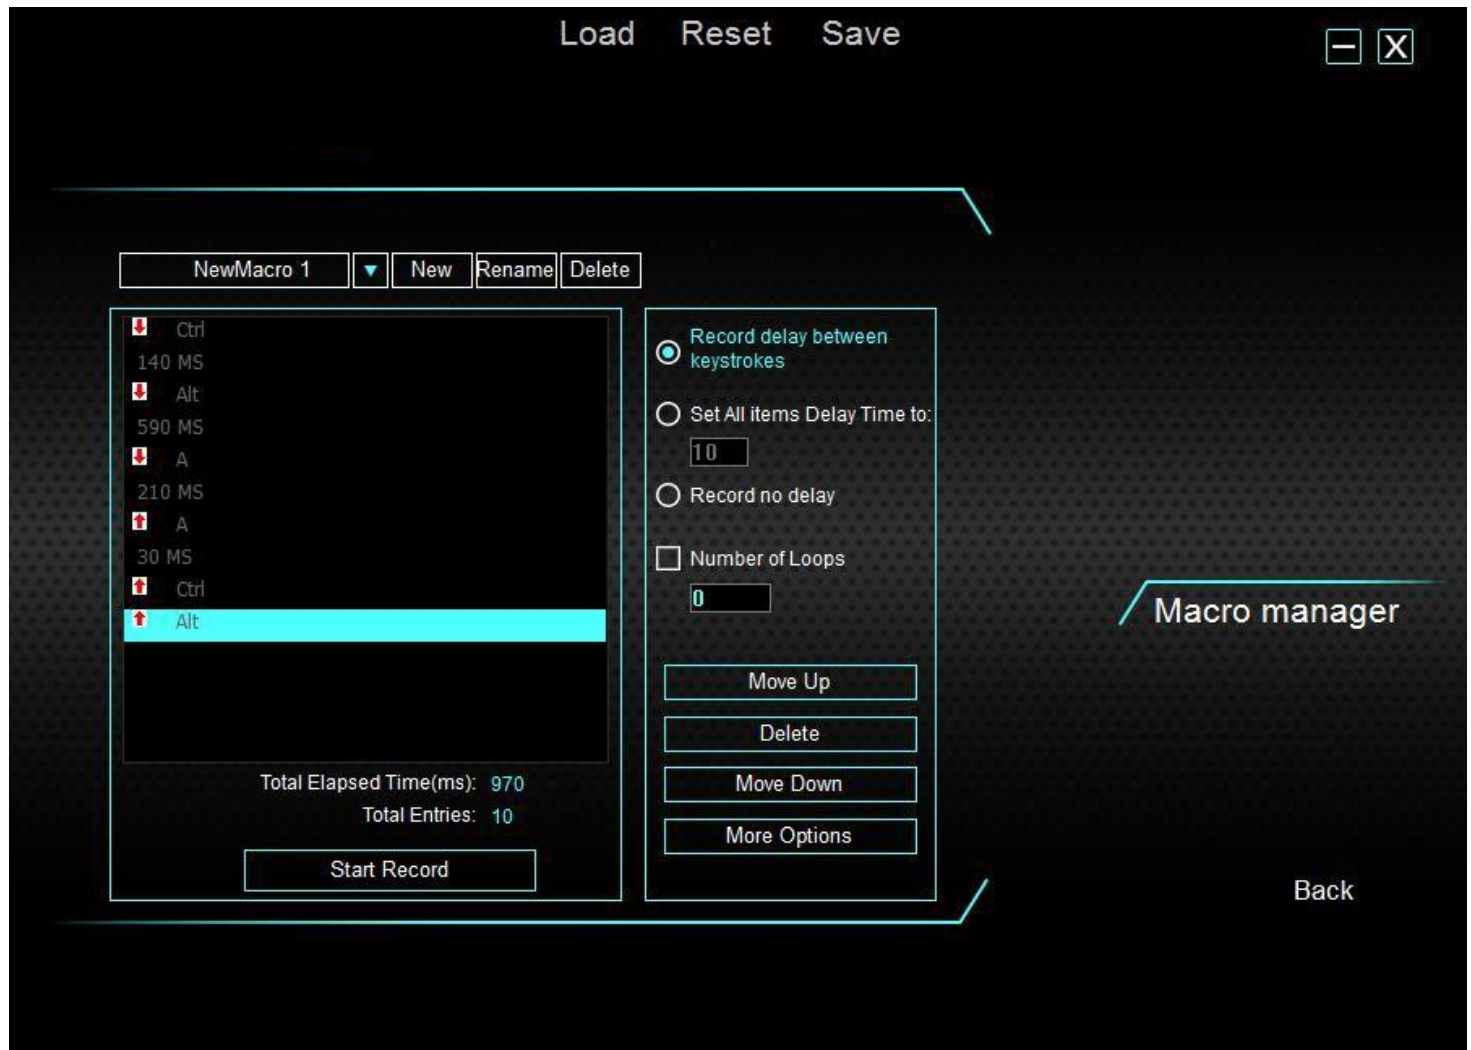 Load Reset Save
X
NewMacro 1 ▼ New Rename Delete
Ctrl
140 MS
Alt
590 MS
A
210 MS
A
30 MS
Ctrl
Alt
Total Elapsed Time(ms): 970
Total Entries: 10
Start Record
Record delay between
keystrokes
Set All items Delay Time to:
10
Record no delay
Number of Loops
0
Move Up
Delete
Move Down
More Options
Macro manager
Back